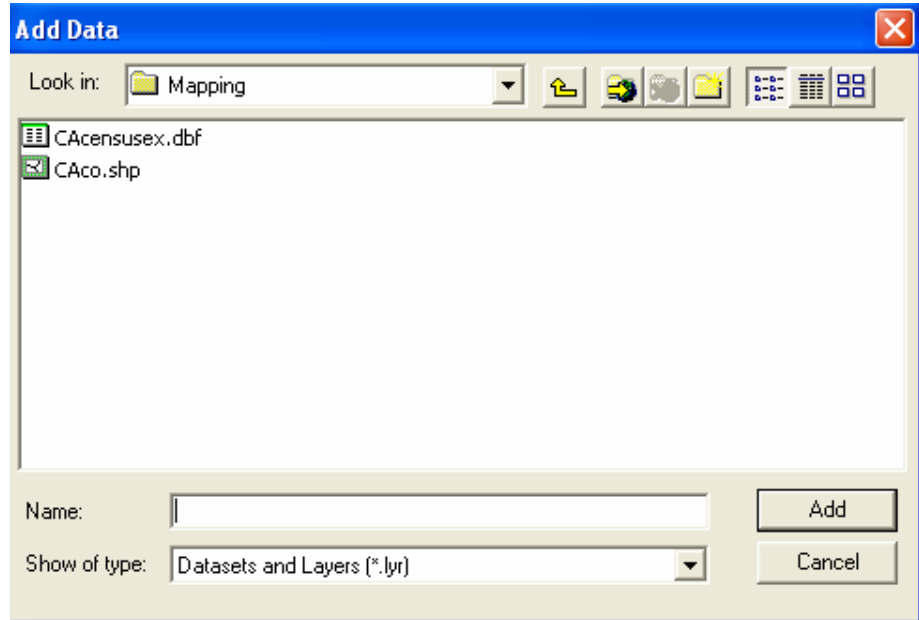 Add Data
Look in: Mapping
CAcensusex.dbf
CAco.shp
Name: Add
Show of type: Datasets and Layers (*.lyr) Cancel